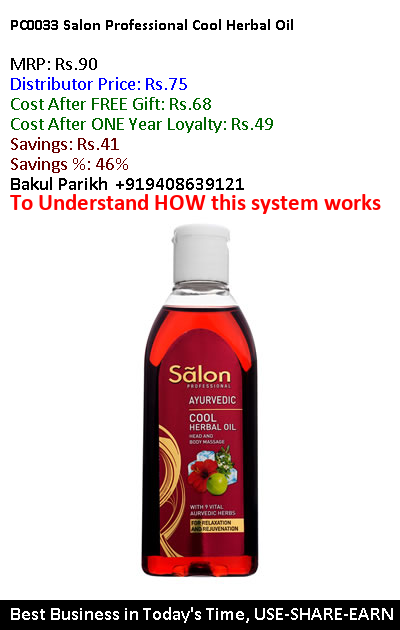 PC0033 Salon Professional Cool Herbal Oil
MRP: Rs.90
Distributor Price: Rs.75
Cost After FREE Gift: Rs.68
Cost After ONE Year Loyalty: Rs.49
Savings: Rs.41
Savings %: 46%
Bakul Parikh +919408639121
To Understand HOW this system works
Sãlon
PROFESSIONAL
AYURVEDIC
COOL
HERBAL OIL
HEAD AND
BODY MASSAGE
WITH 9 VITAL
AURVEDIC HERBS
FOR RELAXATION
AND REJUVENATION
Best Business in Today's Time, USE-SHARE-EARN